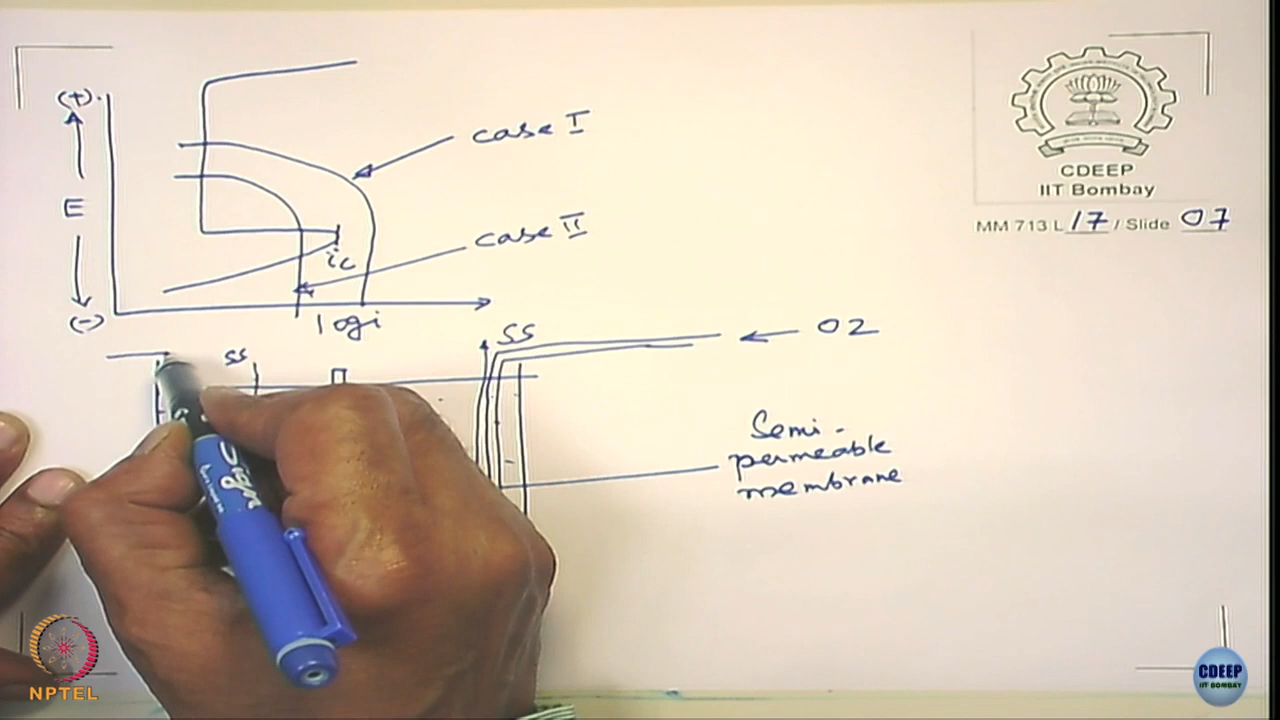 (+)
E
(-)
case I
case II
ic
log i
SS
SS
O2
Semi-
permeable
membrane
CDEEP
IIT Bombay
MM 713 L 17 / Slide 07
NPTEL
CDEEP
IIT BOMBAY